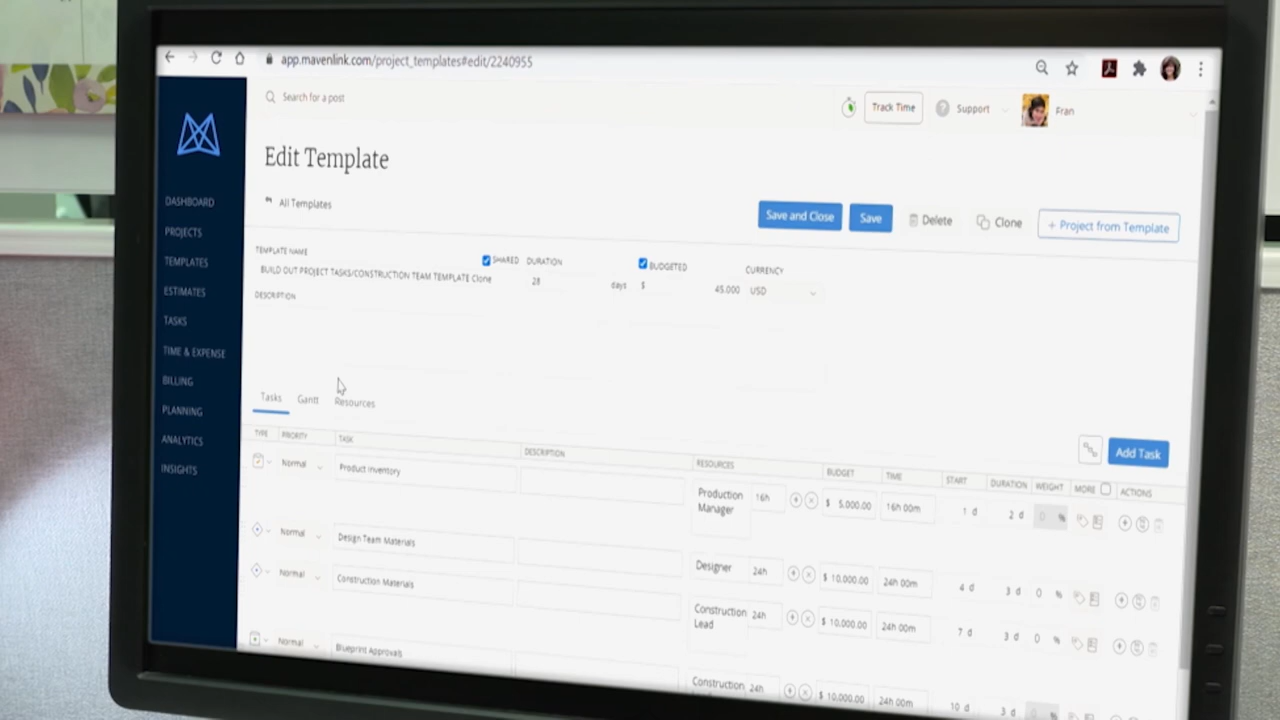 app.mavenlink.com/project_templates#edit/2240955
Search for a post
Track Time
Support
Fran
Edit Template
All Templates
Save and Close
Save
Delete
Clone
+ Project from Template
DASHBOARD
PROJECTS
TEMPLATES
ESTIMATES
TASKS
TIME & EXPENSE
BILLING
PLANNING
ANALYTICS
INSIGHTS
TEMPLATE NAME SHARED DURATION BUDGETED CURRENCY
BUILD OUT PROJECT TASKS/CONSTRUCTION TEAM TEMPLATE Clone 28 days $ 45.000 USD
DESCRIPTION
Tasks Gantt Resources
Add Task
TYPE PRIORITY TASK DESCRIPTION RESOURCES BUDGET TIME START DURATION WEIGHT MORE ACTIONS
Normal Product Inventory Production Manager 16h $ 5,000.00 16h 00m 1 d 2 d 0 %
Normal Design Team Materials Designer 24h $ 10,000.00 24h 00m 4 d 3 d 0 %
Normal Construction Materials Construction Lead 24h $ 10,000.00 24h 00m 7 d 3 d 0 %
Normal Blueprint Approvals Construction 24h $ 10,000.00 24h 00m 10 d 3 d 0 %